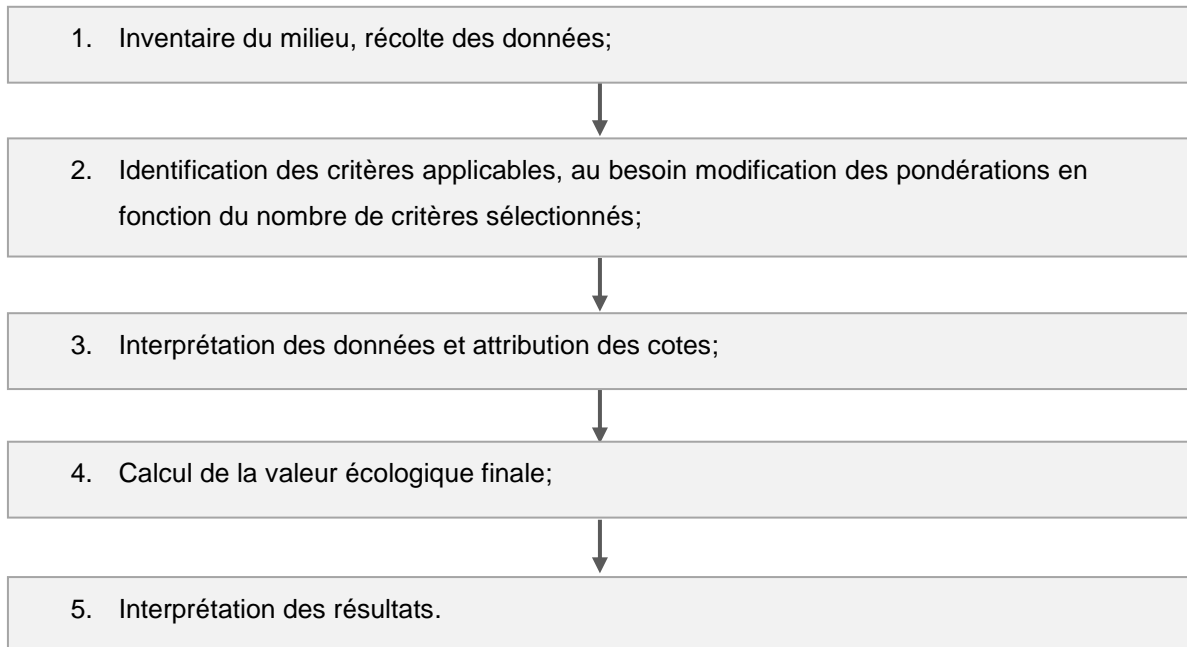 1. Inventaire du milieu, récolte des données;
2. Identification des critères applicables, au besoin modification des pondérations en
fonction du nombre de critères sélectionnés;
3. Interprétation des données et attribution des cotes;
4. Calcul de la valeur écologique finale;
5. Interprétation des résultats.